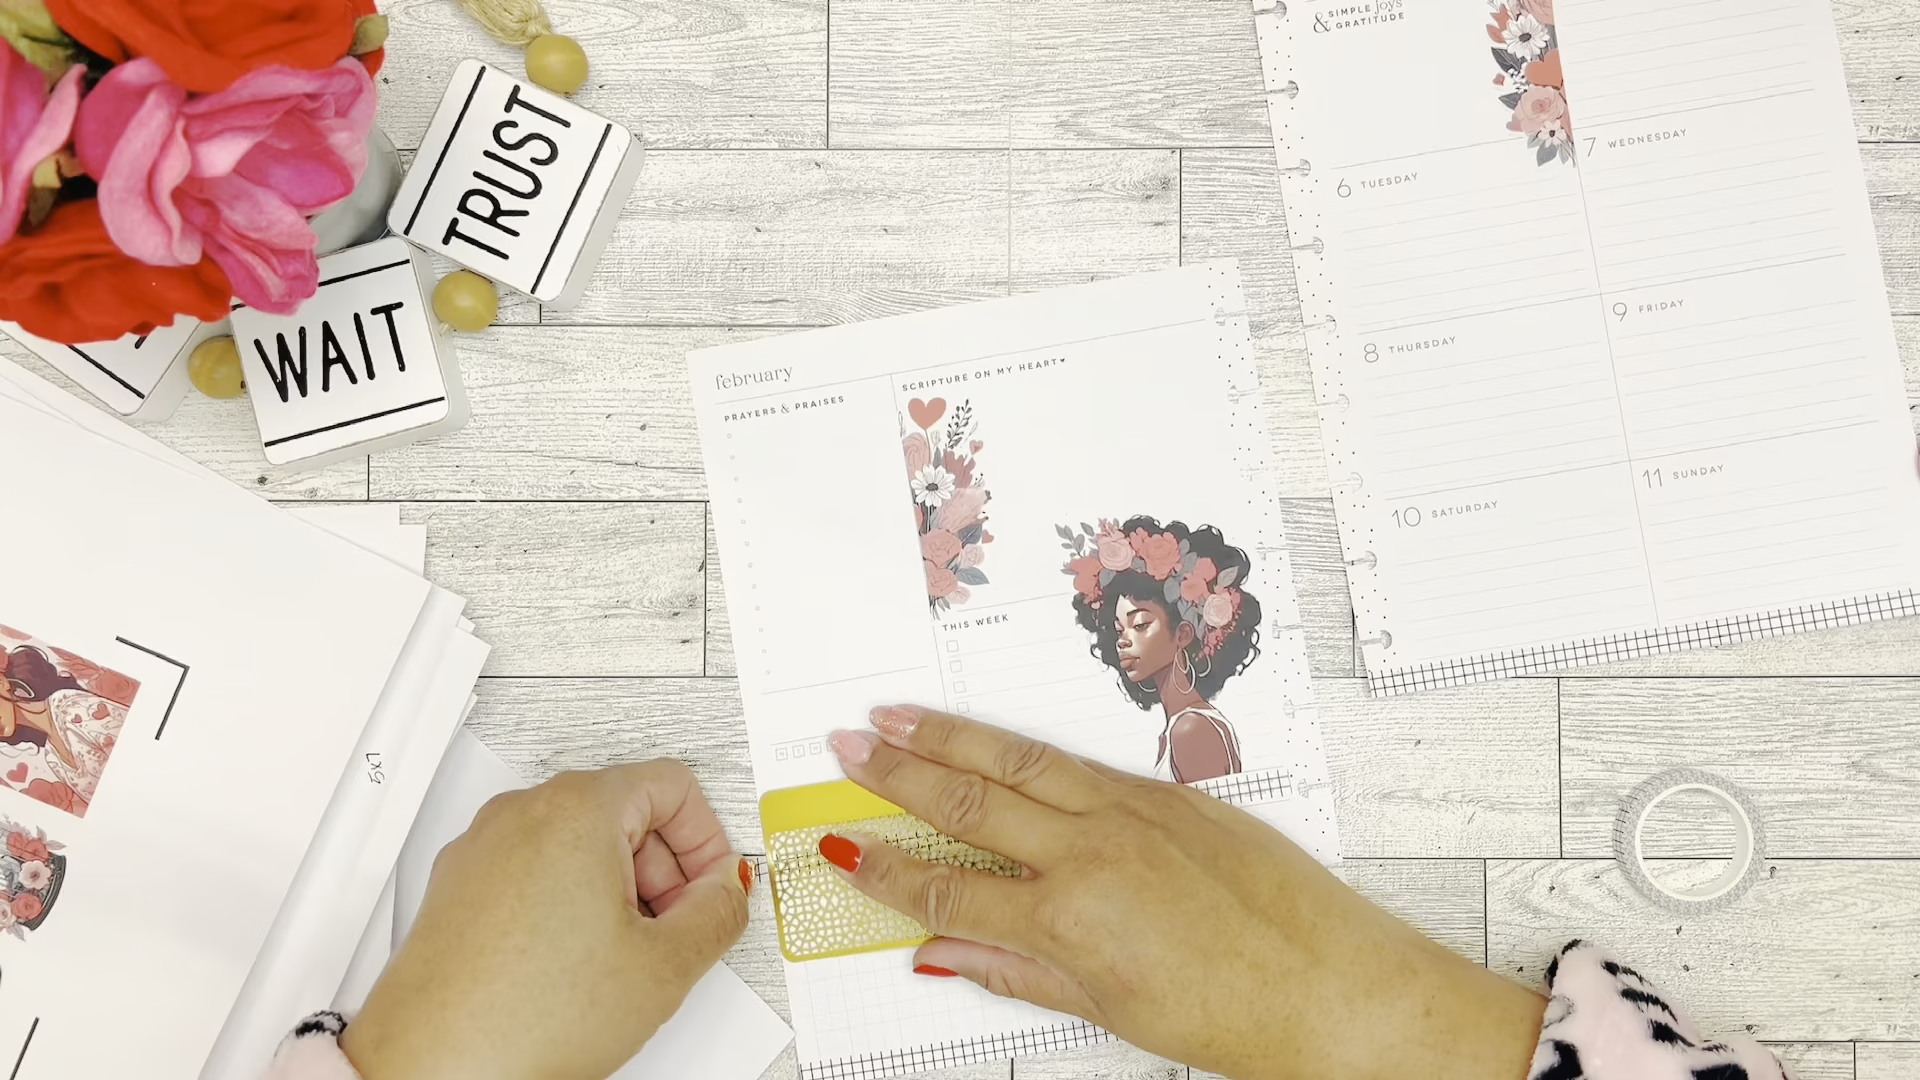 TRUST
WAIT
5x7
february
PRAYERS & PRAISES
SCRIPTURE ON MY HEART
THIS WEEK
& SIMPLE joys
GRATITUDE
6 TUESDAY
7 WEDNESDAY
8 THURSDAY
9 FRIDAY
10 SATURDAY
11 SUNDAY